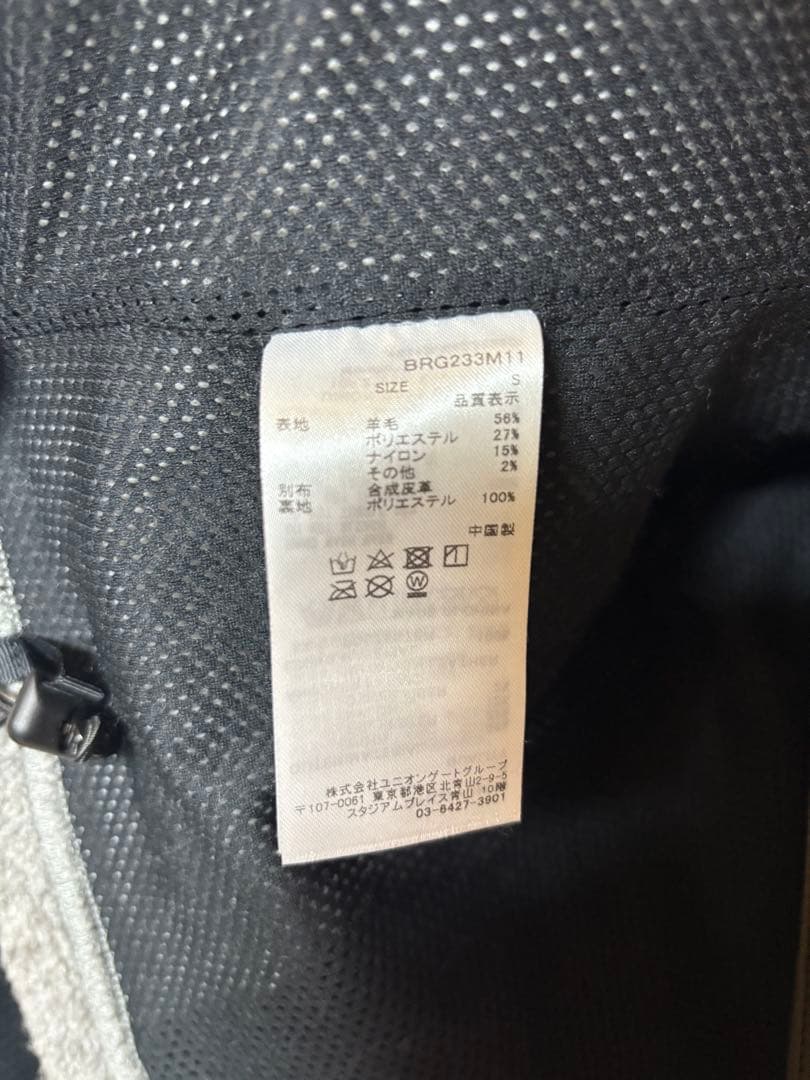 BRG233M11
SIZE S
品質表示
表地 羊毛 56%
ポリエステル 27%
ナイロン 15%
その他 2%
別布 合成皮革
裏地 ポリエステル 100%
中国製
W
株式会社ユニオンゲートグループ
〒107-0061 東京都港区北青山2-9-5
スタジアムプレイス青山 10階
03-6427-3901